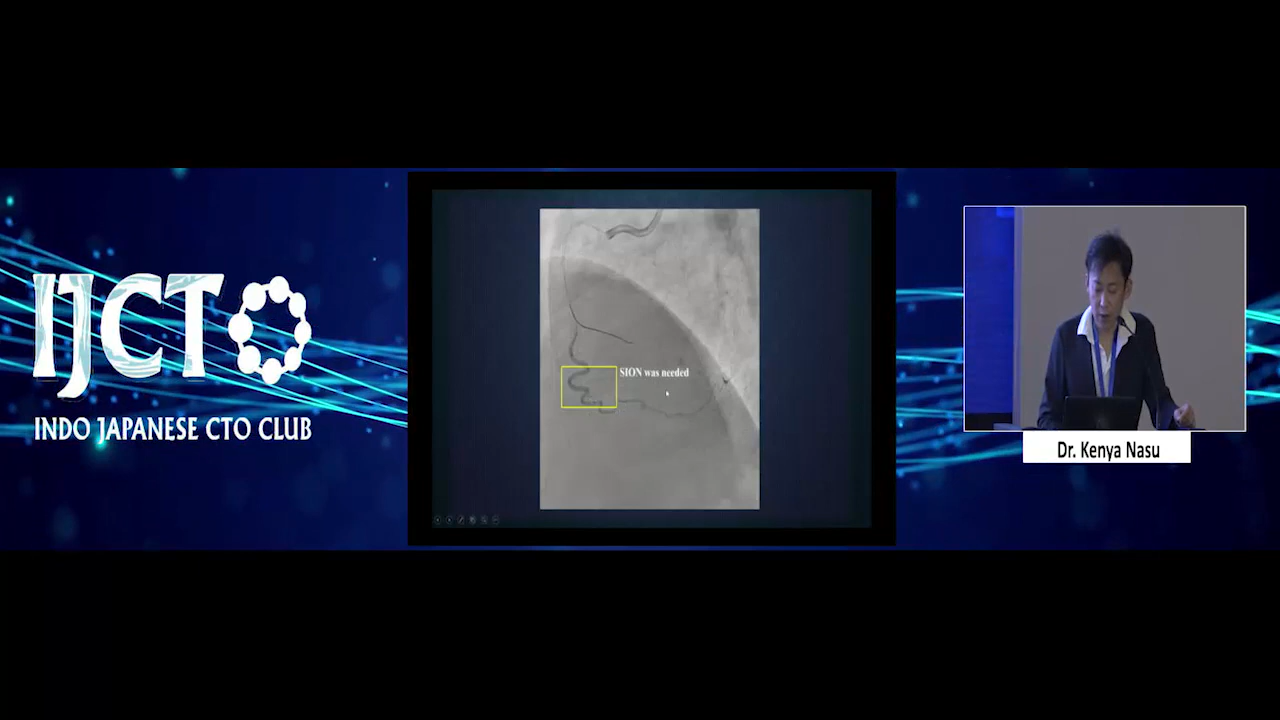 IJCTO
INDO JAPANESE CTO CLUB
SION was needed
Dr. Kenya Nasu